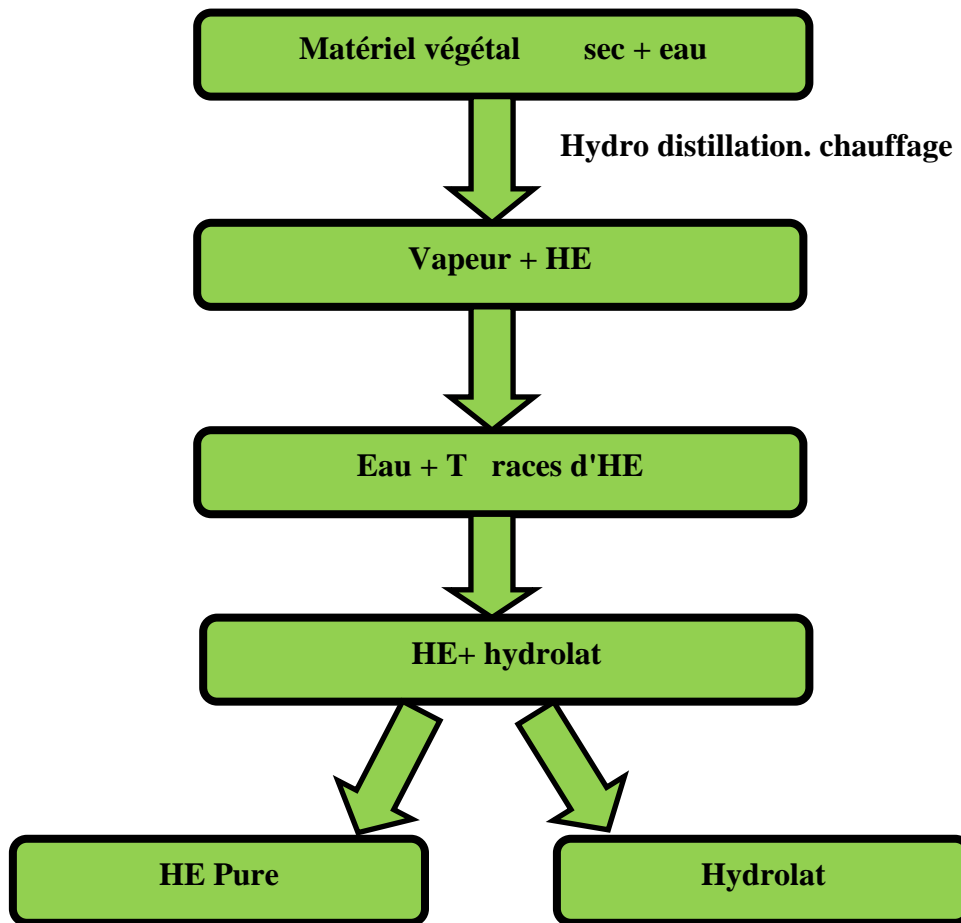 Matériel végétal sec + eau
Hydro distillation. chauffage
Vapeur + HE
Eau + T races d'HE
HE+ hydrolat
HE Pure
Hydrolat